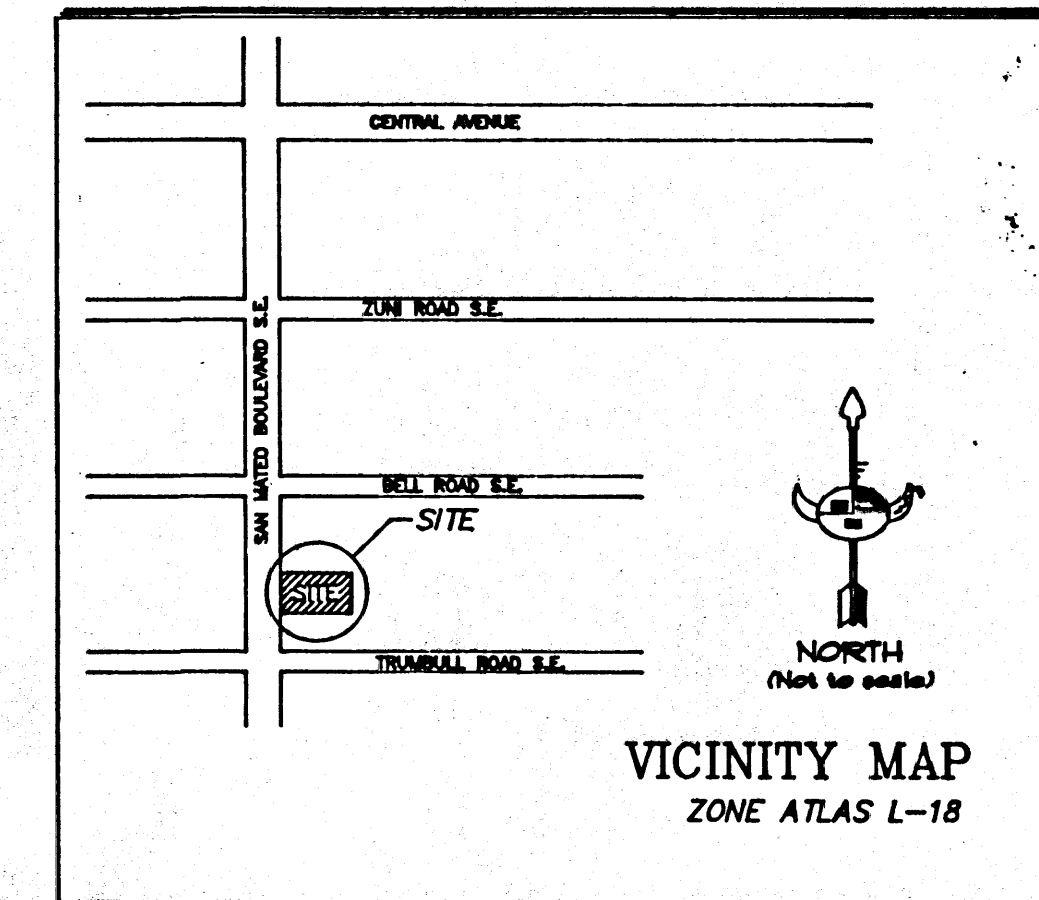 CENTRAL AVENUE
ZUNI ROAD S.E.
SAN MATEO BOULEVARD S.E.
BELL ROAD S.E.
SITE
SITE
TRUMBULL ROAD S.E.
NORTH
(Not to scale)
VICINITY MAP
ZONE ATLAS L-18